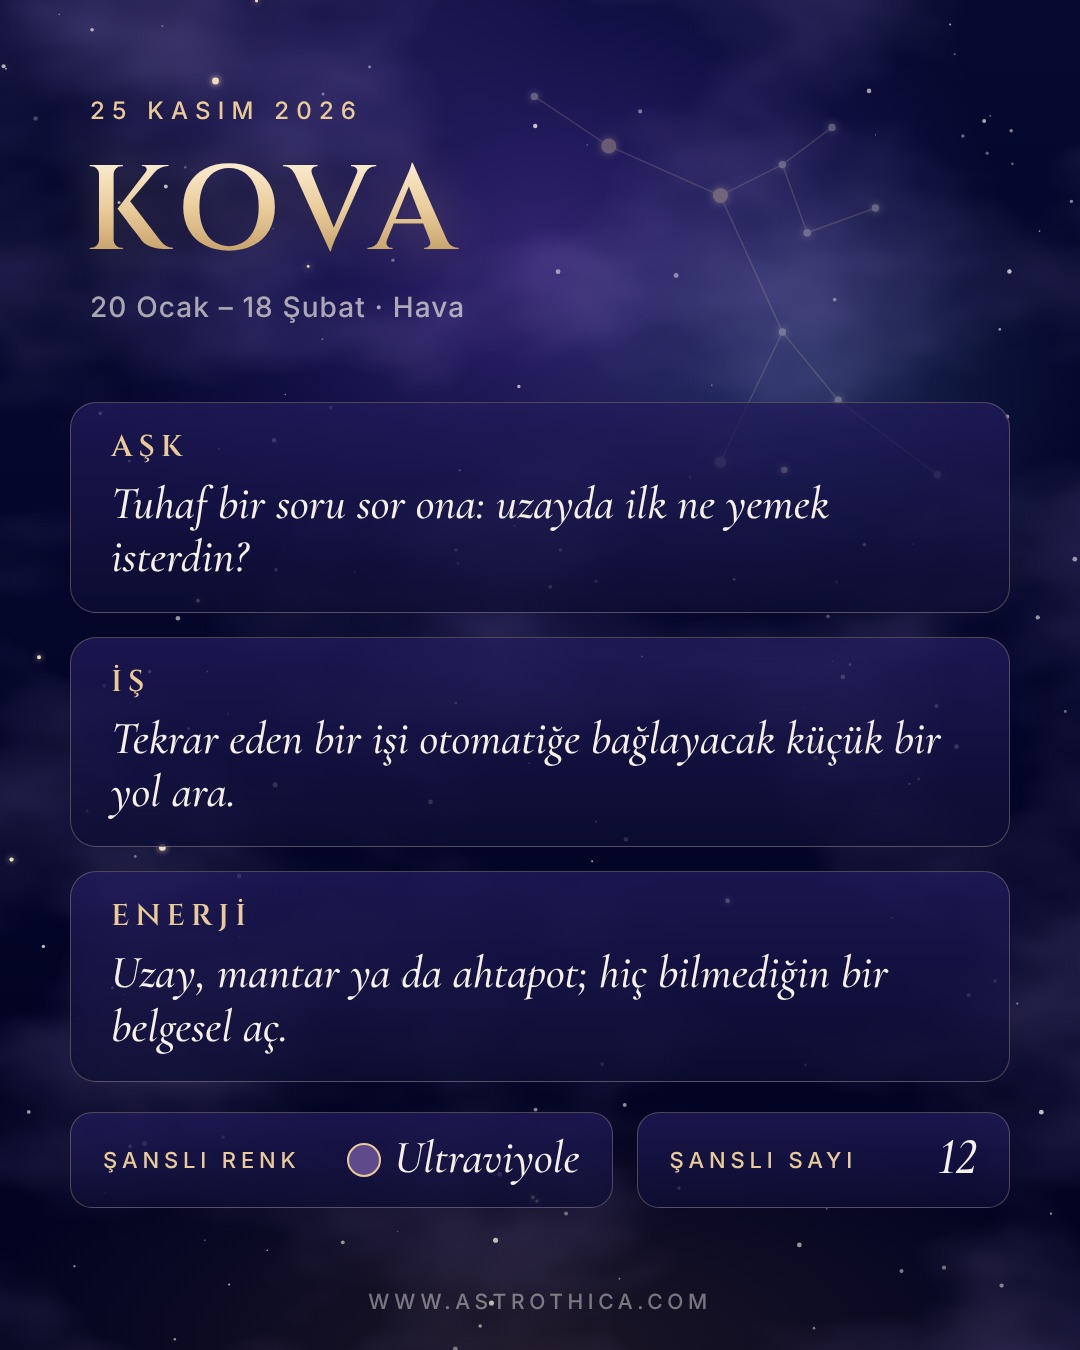 25 KASIM 2026
KOVA
20 Ocak – 18 Şubat · Hava
AŞK
Tuhaf bir soru sor ona: uzayda ilk ne yemek
isterdin?
İŞ
Tekrar eden bir işi otomatiğe bağlayacak küçük bir
yol ara.
ENERJİ
Uzay, mantar ya da ahtapot; hiç bilmediğin bir
belgesel aç.
ŞANSLI RENK Ultraviyole
ŞANSLI SAYI 12
WWW.ASTROTHICA.COM